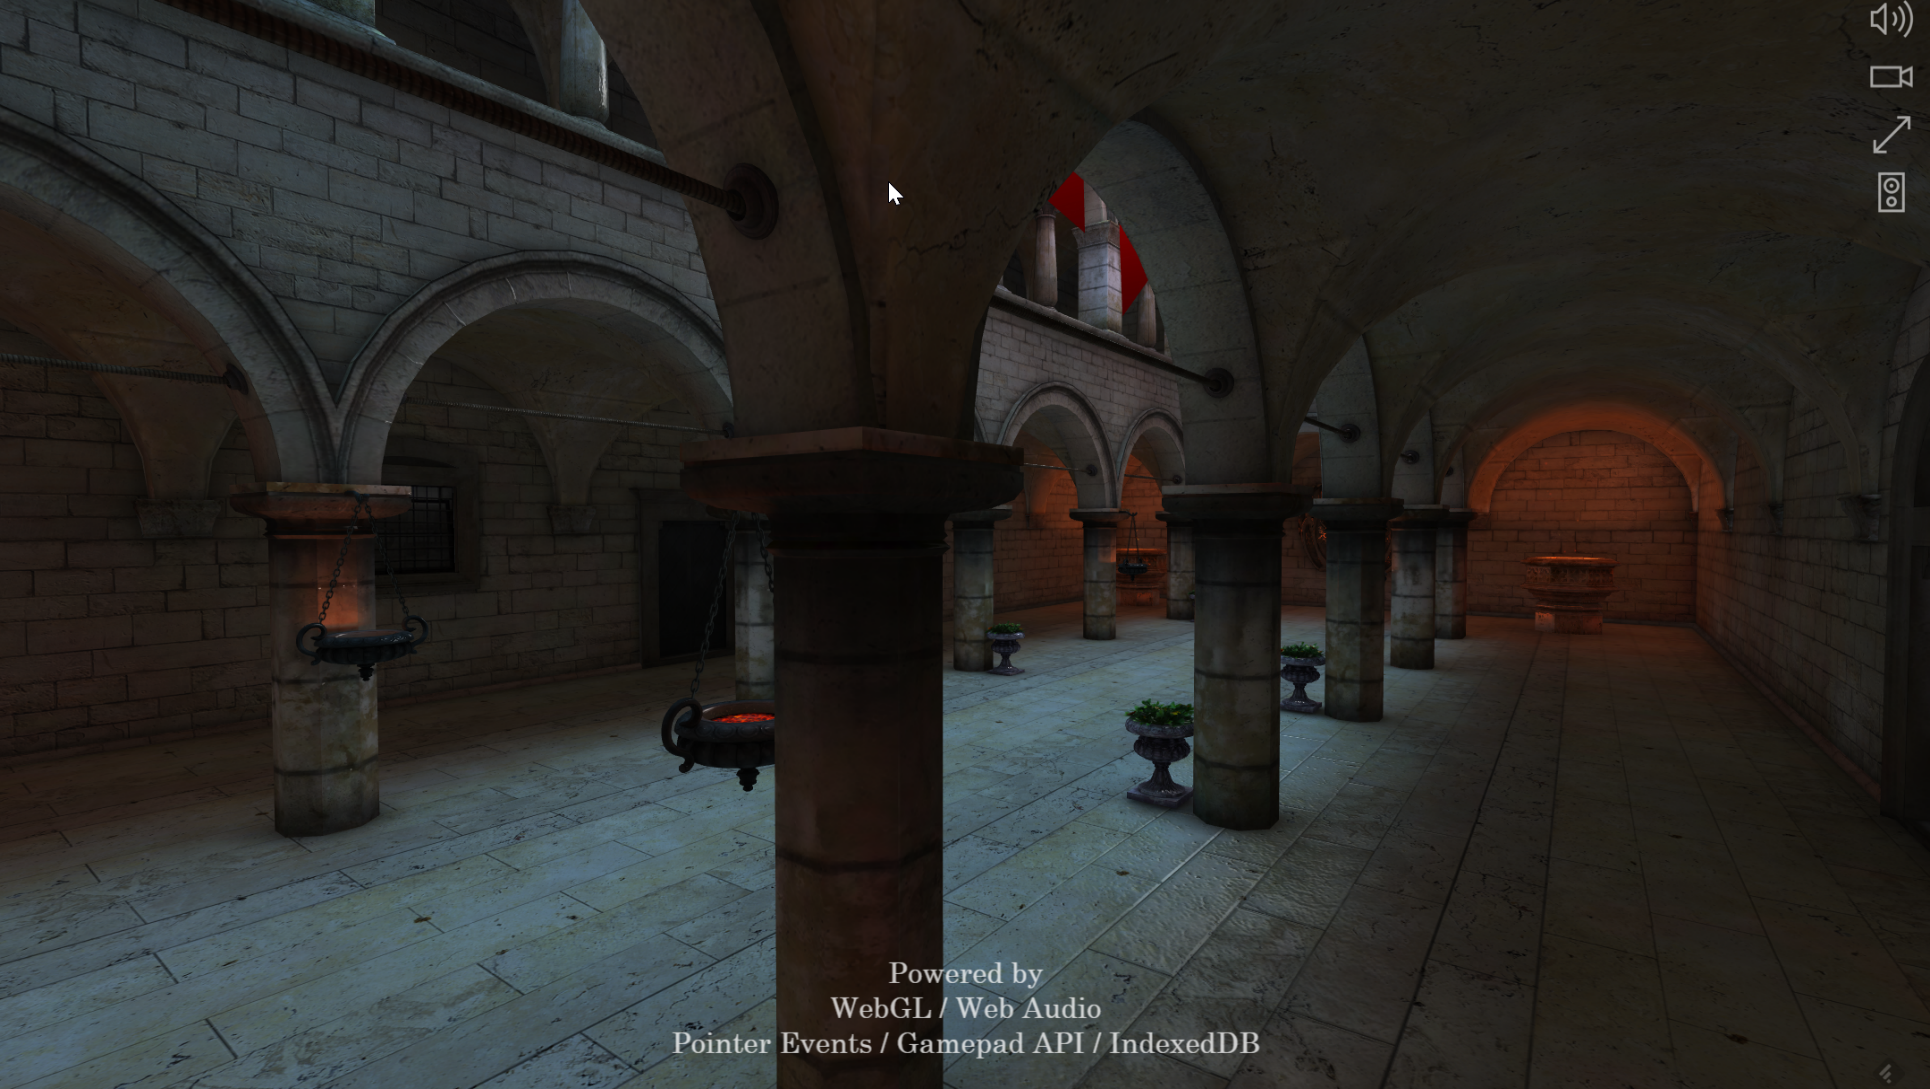 Powered by
WebGL / Web Audio
Pointer Events / Gamepad API / IndexedDB